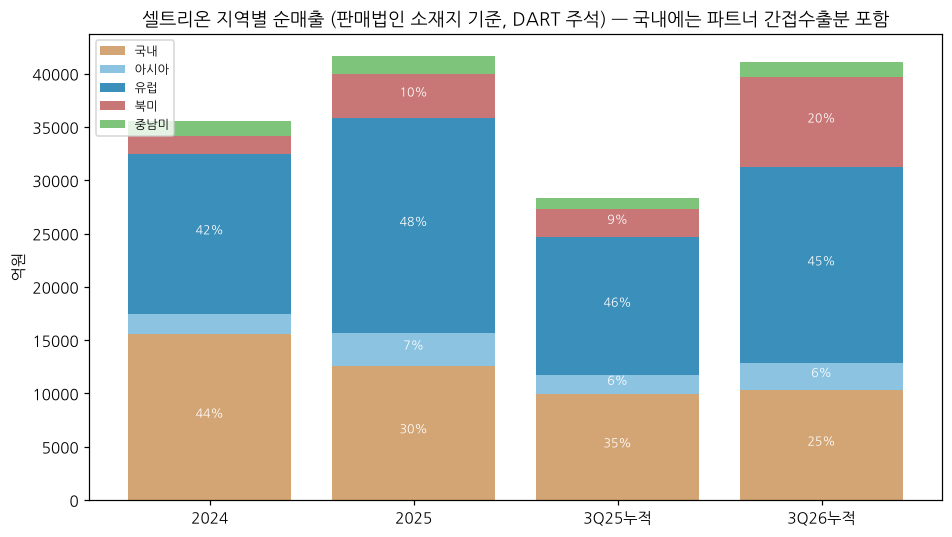 셀트리온 지역별 순매출 (판매법인 소재지 기준, DART 주석) — 국내에는 파트너 간접수출분 포함
국내
아시아
유럽
북미
중남미
억원
40000
35000
30000
25000
20000
15000
10000
5000
0
42%
44%
10%
48%
7%
30%
9%
46%
6%
35%
20%
45%
6%
25%
2024
2025
3Q25누적
3Q26누적